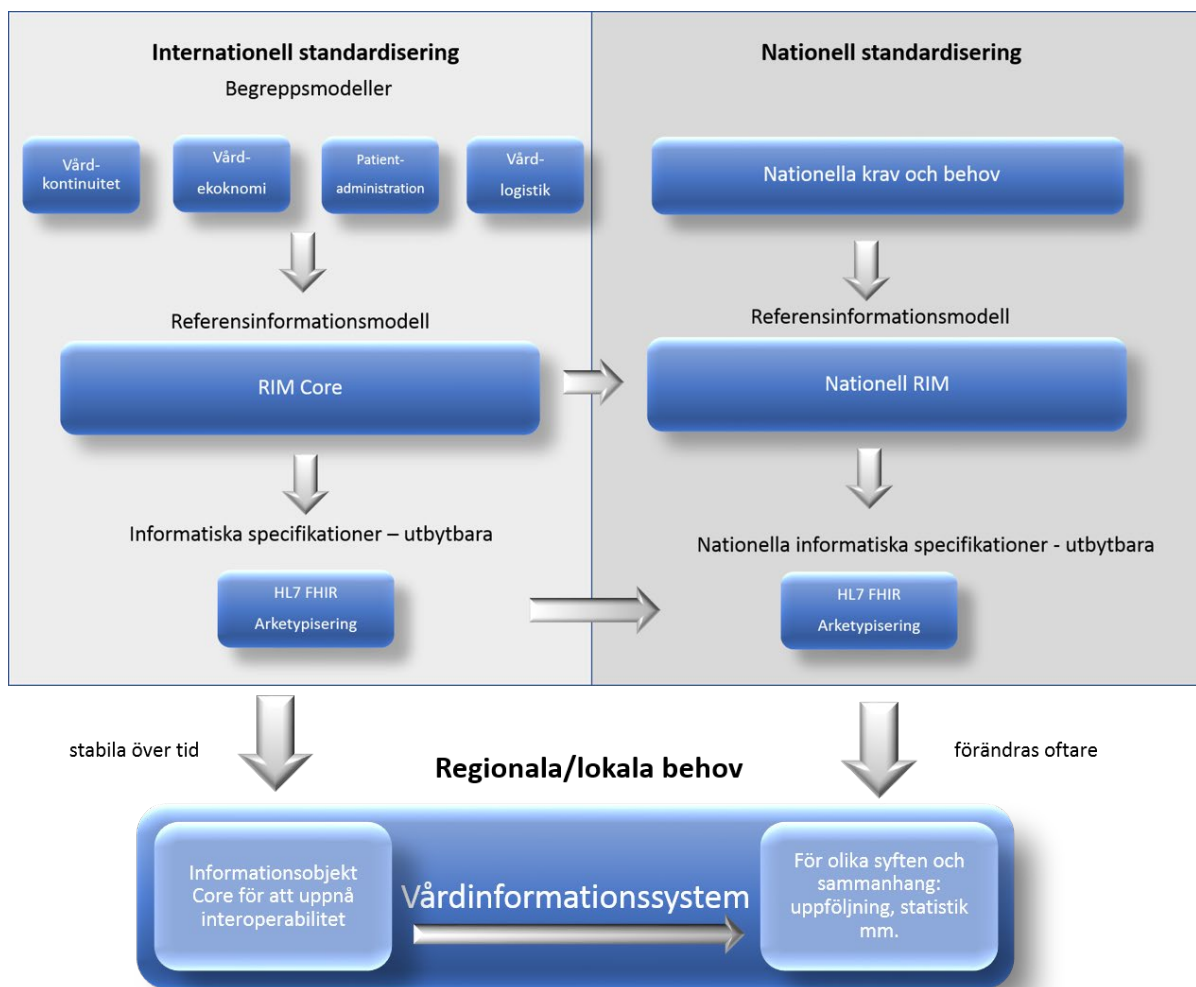 Internationell standardisering
Begreppsmodeller
Vård-
kontinuitet
Vård-
ekoknomi
Patient-
administration
Vård-
logistik
Referensinformationsmodell
RIM Core
Informatiska specifikationer – utbytbara
HL7 FHIR
Arketypisering
Nationell standardisering
Nationella krav och behov
Referensinformationsmodell
Nationell RIM
Nationella informatiska specifikationer - utbytbara
HL7 FHIR
Arketypisering
stabila över tid
förändras oftare
Regionala/lokala behov
Informationsobjekt
Core för att uppnå
interoperabilitet
Vårdinformationssystem
För olika syften och
sammanhang:
uppföljning, statistik
mm.